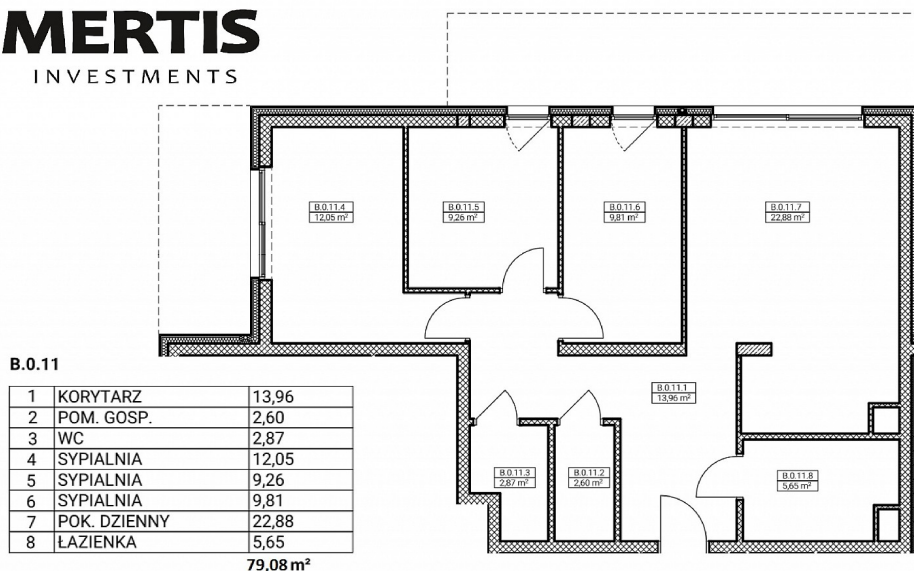 MERTIS
INVESTMENTS
B.0.11.4
12,05 m²
B.0.11.5
9,26 m²
B.0.11.6
9,81 m²
B.0.11.7
22,88 m²
B.0.11
1 KORYTARZ 13,96
2 POM. GOSP. 2,60
3 WC 2,87
4 SYPIALNIA 12,05
5 SYPIALNIA 9,26
6 SYPIALNIA 9,81
7 POK. DZIENNY 22,88
8 ŁAZIENKA 5,65
79,08 m²
B.0.11.1
13,96 m²
B.0.11.3
2,87 m²
B.0.11.2
2,60 m²
B.0.11.8
5,65 m²